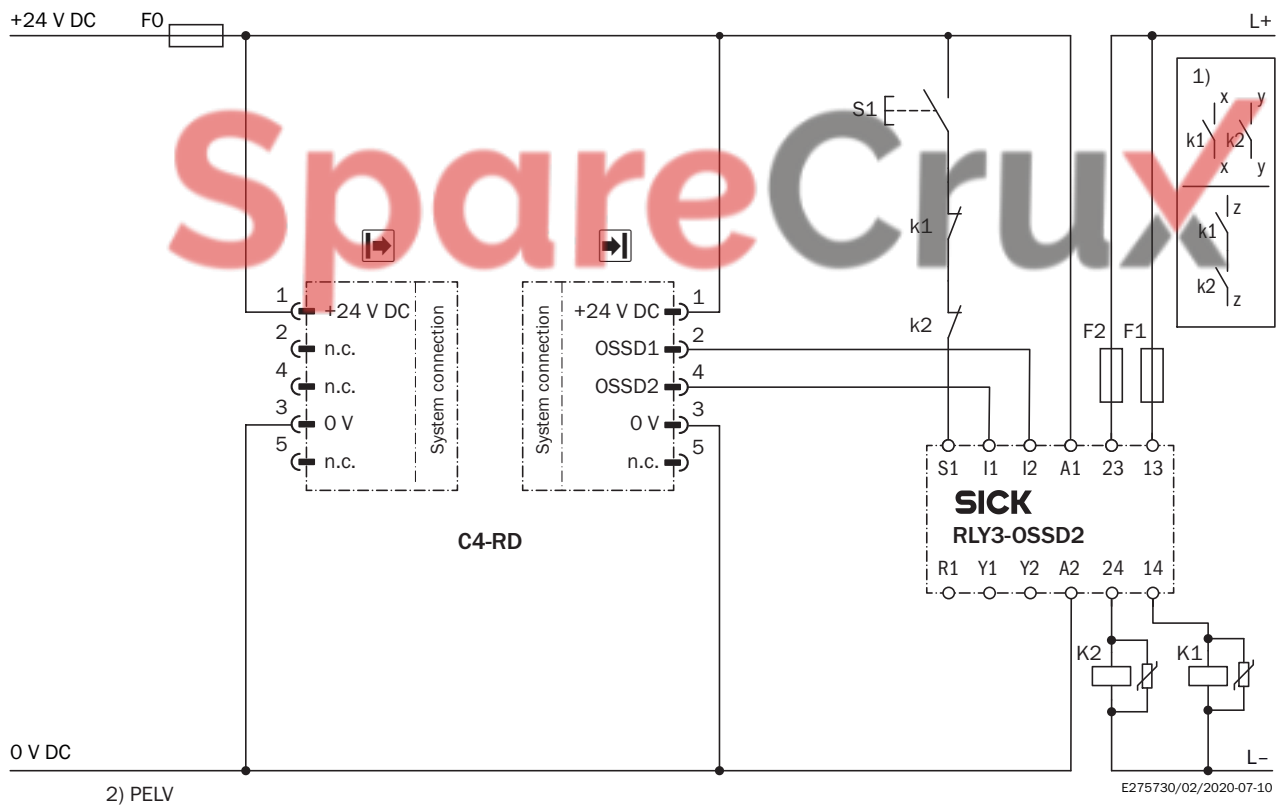 +24 V DC F0 L+
1)
x y
S1 k1 k2
x y
SpareCrux
z
k1 k1
k2 z
k2
F2 F1
1 +24 V DC +24 V DC 1
2 n.c. OSSD1 2
4 n.c. OSSD2 4
3 0 V 0 V 3
5 n.c. n.c. 5
System connection System connection
C4-RD
S1 I1 I2 A1 23 13
SICK
RLY3-OSSD2
R1 Y1 Y2 A2 24 14
K2 K1
0 V DC L–
2) PELV E275730/02/2020-07-10